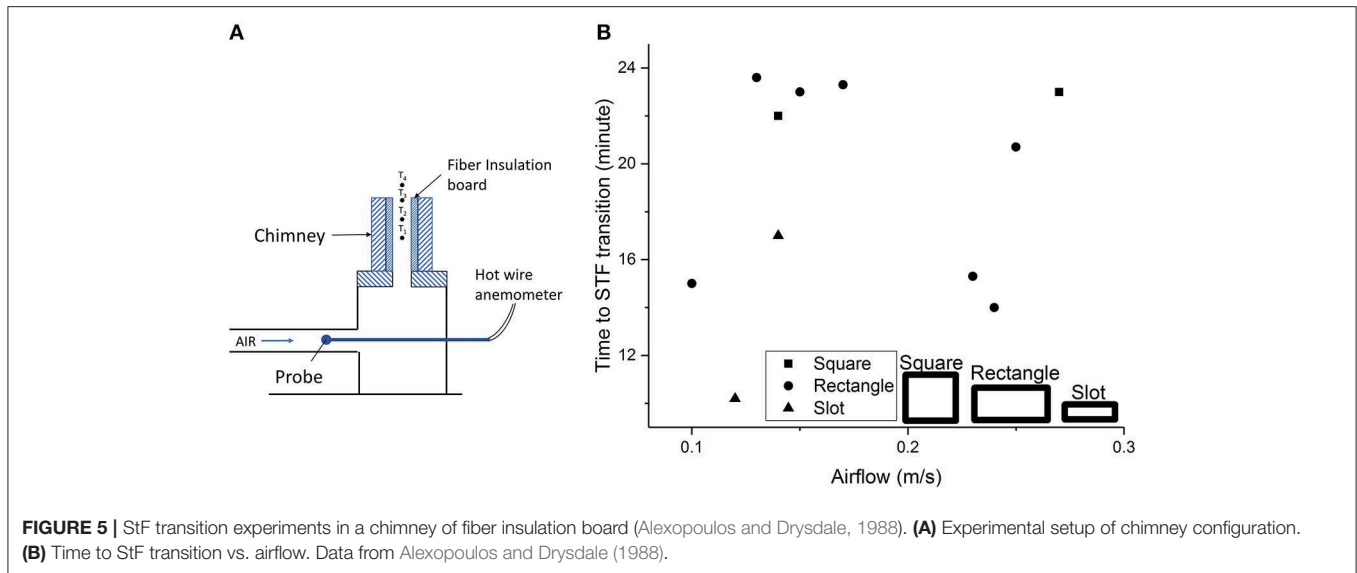 A
T4
T3
T2
T1
Fiber Insulation
board
Chimney
Hot wire
anemometer
AIR
Probe
B
Time to STF transition (minute)
24
20
16
12
Square
Rectangle
Slot
Square
Rectangle
Slot
0.1
0.2
0.3
Airflow (m/s)
FIGURE 5 | StF transition experiments in a chimney of fiber insulation board (Alexopoulos and Drysdale, 1988). (A) Experimental setup of chimney configuration.
(B) Time to StF transition vs. airflow. Data from Alexopoulos and Drysdale (1988).